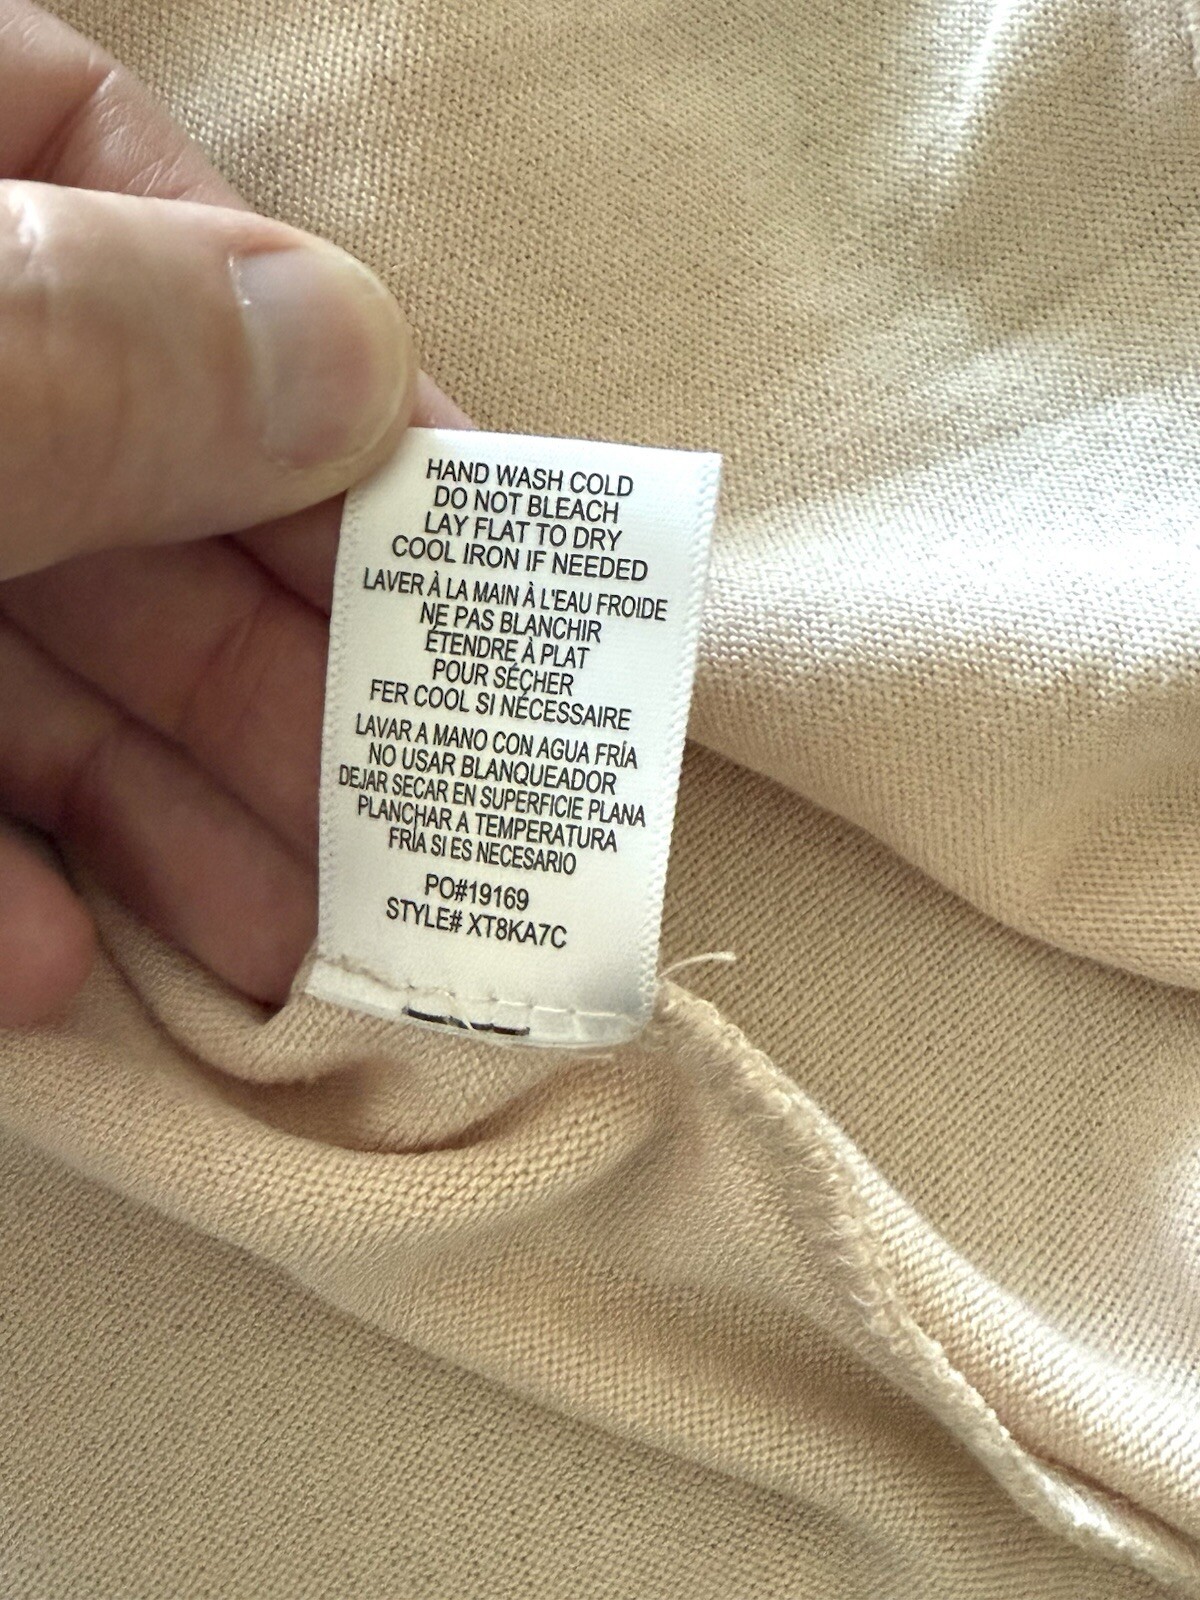 HAND WASH COLD
DO NOT BLEACH
LAY FLAT TO DRY
COOL IRON IF NEEDED
LAVER À LA MAIN À L'EAU FROIDE
NE PAS BLANCHIR
ÉTENDRE À PLAT
POUR SÉCHER
FER COOL SI NÉCESSAIRE
LAVAR A MANO CON AGUA FRÍA
NO USAR BLANQUEADOR
DEJAR SECAR EN SUPERFICIE PLANA
PLANCHAR A TEMPERATURA
FRÍA SI ES NECESARIO
PO#19169
STYLE# XT8KA7C